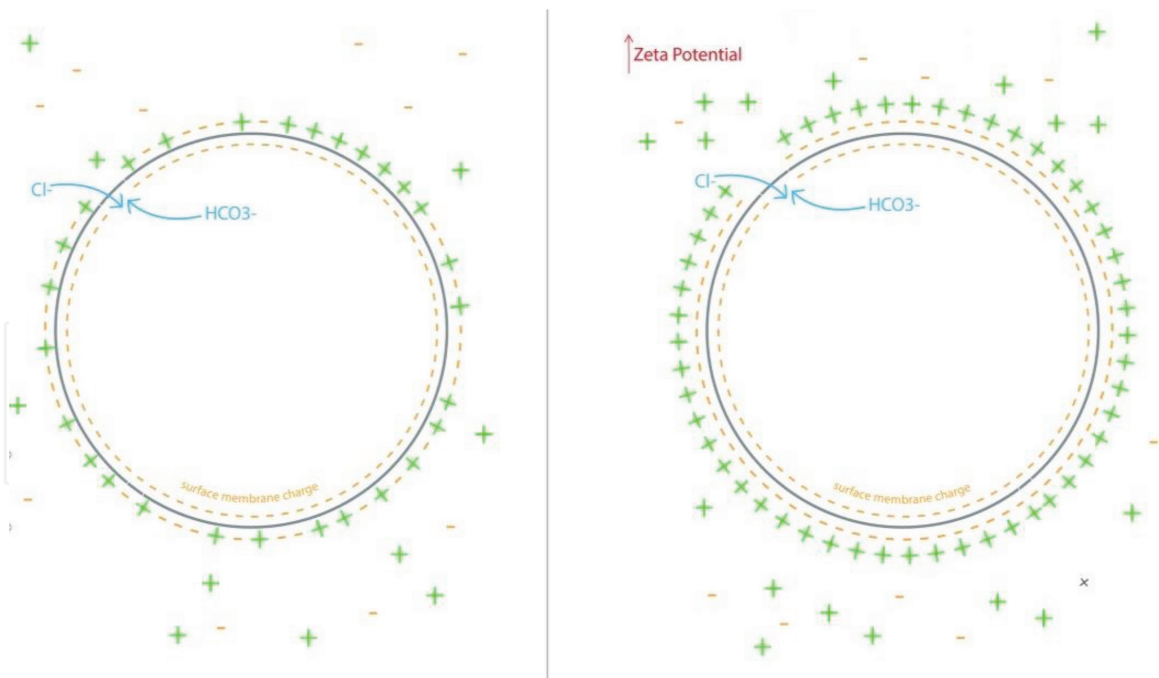 Zeta Potential
Cl-
HCO3-
surface membrane charge
Cl-
HCO3-
surface membrane charge